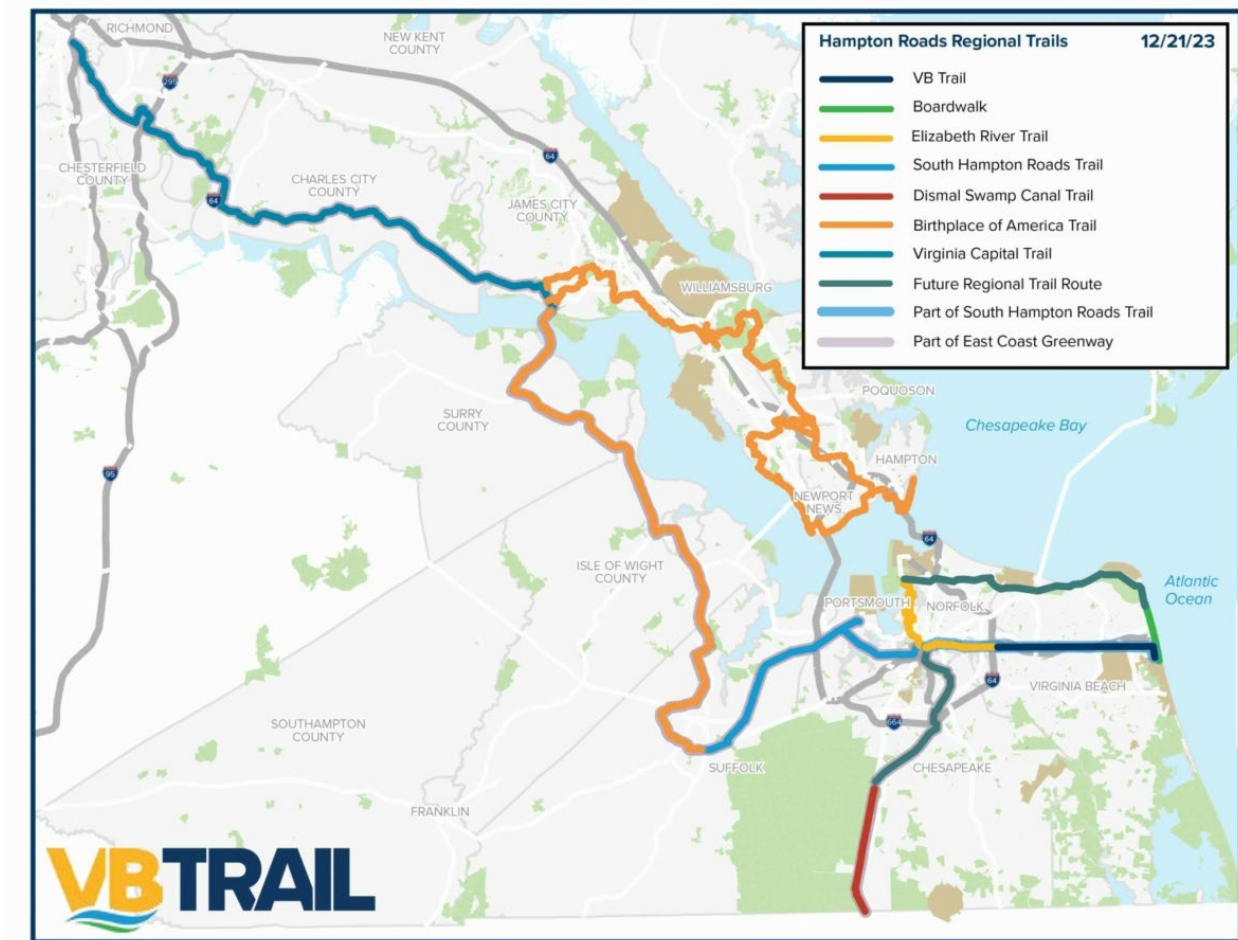 RICHMOND
NEW KENT
COUNTY
295
CHESTERFIELD
COUNTY
CHARLES CITY
COUNTY
64
64
JAMES CITY
COUNTY
WILLIAMSBURG
SURRY
COUNTY
POQUOSON
Chesapeake Bay
HAMPTON
95
NEWPORT
NEWS
64
ISLE OF WIGHT
COUNTY
Atlantic
Ocean
PORTSMOUTH
NORFOLK
64
VIRGINIA BEACH
SOUTHAMPTON
COUNTY
664
SUFFOLK
CHESAPEAKE
FRANKLIN
Hampton Roads Regional Trails 12/21/23
VB Trail
Boardwalk
Elizabeth River Trail
South Hampton Roads Trail
Dismal Swamp Canal Trail
Birthplace of America Trail
Virginia Capital Trail
Future Regional Trail Route
Part of South Hampton Roads Trail
Part of East Coast Greenway
VBTRAIL